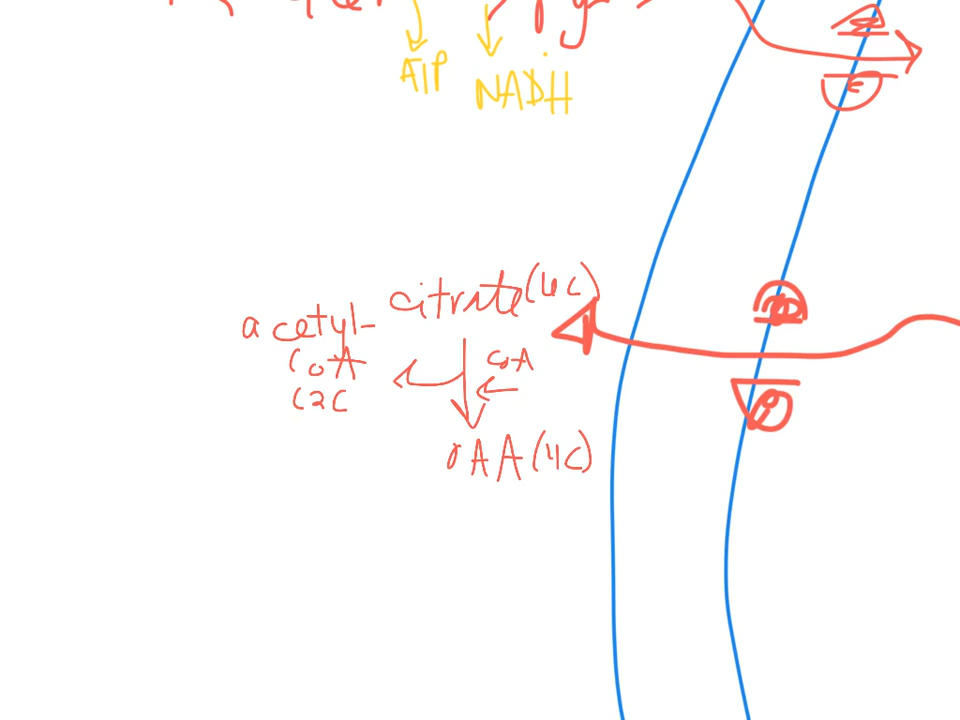 ATP
NADH
citrate (6C)
acetyl-
CoA
CoA
(2C
OAA (4C)